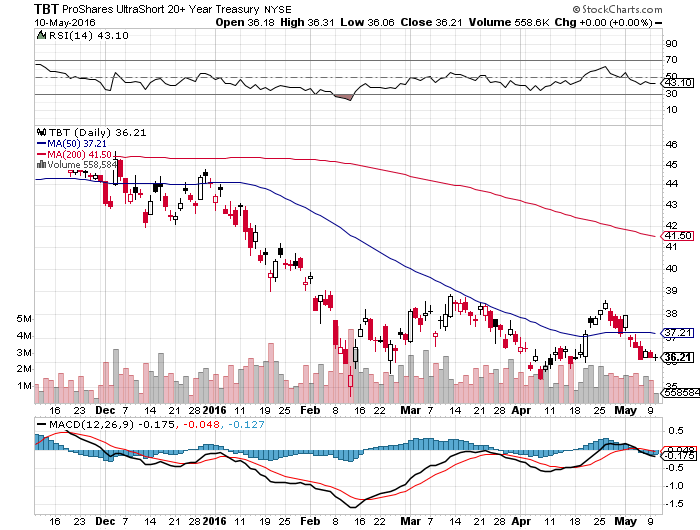 TBT ProShares UltraShort 20+ Year Treasury NYSE © StockCharts.com
10-May-2016 Open 36.18 High 36.31 Low 36.06 Close 36.21 Volume 558.6K Chg +0.00 (+0.00%)
RSI(14) 43.10
90
70
50
43.10
30
10
TBT (Daily) 36.21
MA(50) 37.21
MA(200) 41.50
Volume 558,584
46
45
44
43
42
41.50
41
40
39
38
37.21
37
36.21
35
5M
4M
3M
2M
1M
558584
16 23 Dec 7 14 21 28 2016 11 19 25 Feb 8 16 22 Mar 7 14 21 28 Apr 11 18 25 May 9
MACD(12,26,9) -0.175, -0.048, -0.127
0.5
-0.048
-0.175
-0.5
-1.0
-1.5
16 23 Dec 7 14 21 28 2016 11 19 25 Feb 8 16 22 Mar 7 14 21 28 Apr 11 18 25 May 9